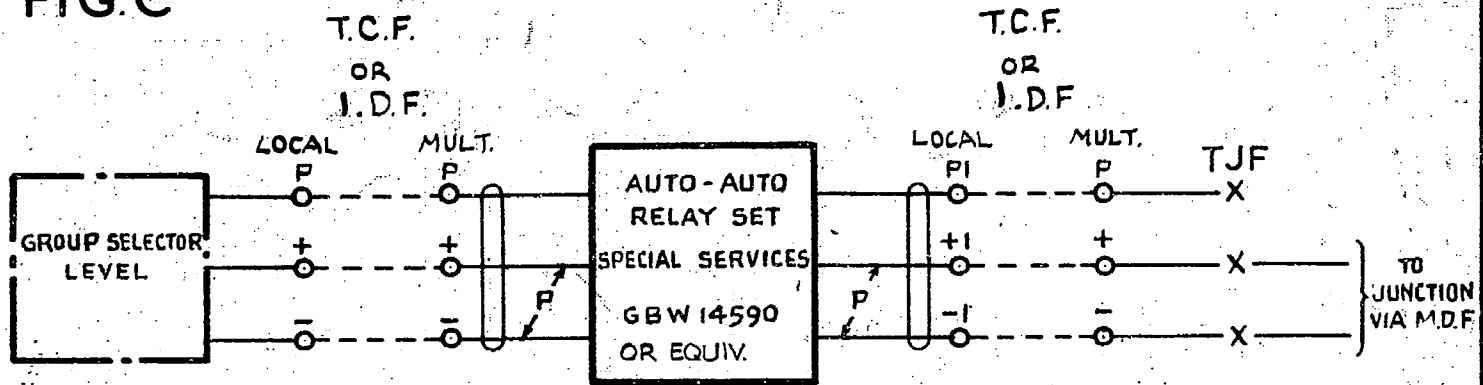 FIG. C
T.C.F.
OR
I.D.F.
T.C.F.
OR
I.D.F
LOCAL
MULT.
LOCAL
MULT.
P
P
P1
P
TJF
X
GROUP SELECTOR
LEVEL
+
+
P
AUTO-AUTO
RELAY SET
SPECIAL SERVICES
GBW 14590
OR EQUIV.
P
+1
+
X
-
-
-1
-
X
TO
JUNCTION
VIA M.D.F.